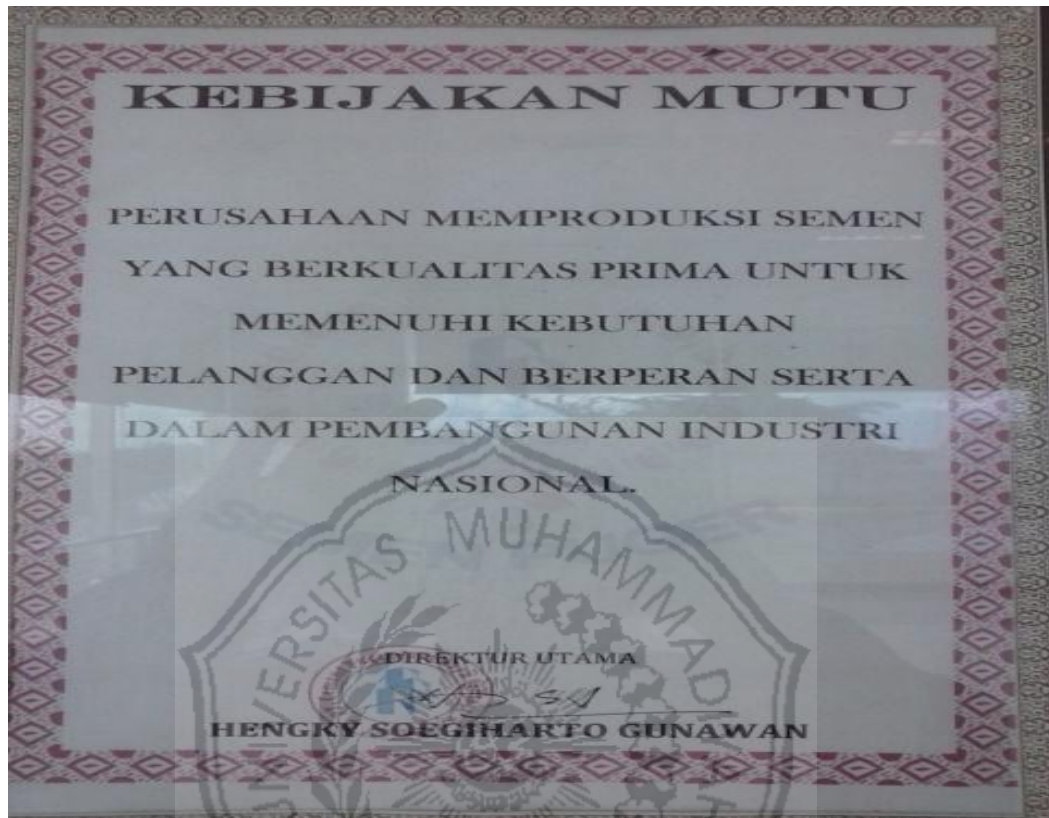 KEBIJAKAN MUTU
PERUSAHAAN MEMPRODUKSI SEMEN
YANG BERKUALITAS PRIMA UNTUK
MEMENUHI KEBUTUHAN
PELANGGAN DAN BERPERAN SERTA
DALAM PEMBANGUNAN INDUSTRI
NASIONAL.
MUHAMMADIYAH
DIREKTUR UTAMA
HENGKY SOEGIHARTO GUNAWAN